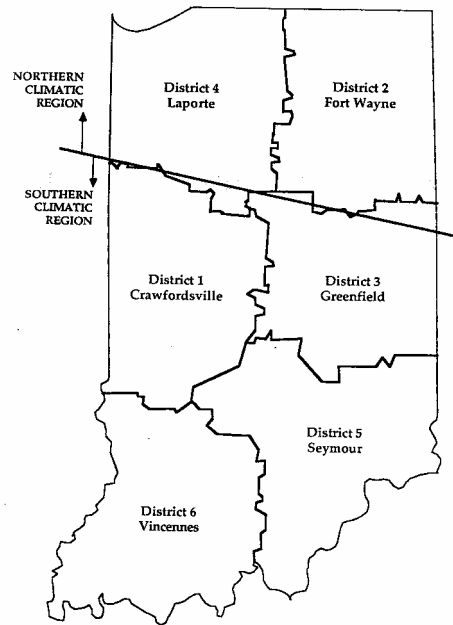 NORTHERN
CLIMATIC
REGION
District 4
Laporte
District 2
Fort Wayne
SOUTHERN
CLIMATIC
REGION
District 1
Crawfordsville
District 3
Greenfield
District 5
Seymour
District 6
Vincennes